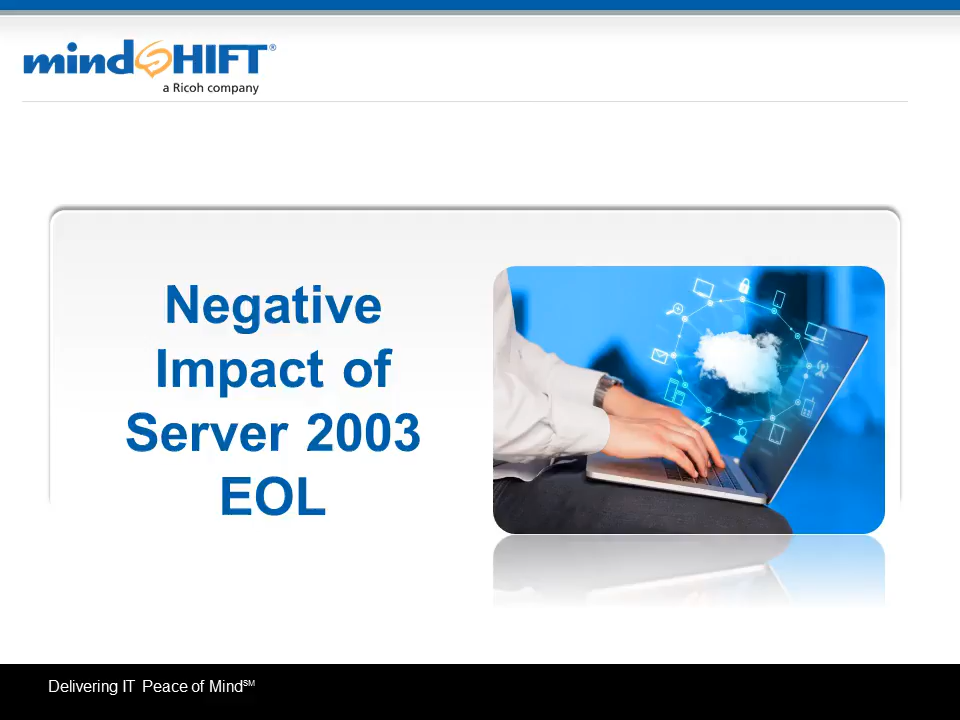 mindSHIFT®
a Ricoh company
Negative
Impact of
Server 2003
EOL
Delivering IT Peace of Mind℠